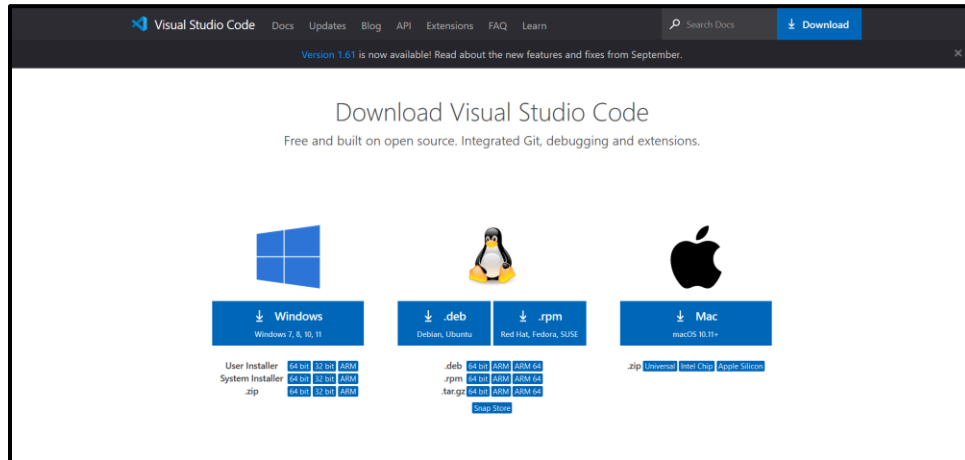 Visual Studio Code Docs Updates Blog API Extensions FAQ Learn Search Docs Download
Version 1.61 is now available! Read about the new features and fixes from September. ×
Download Visual Studio Code
Free and built on open source. Integrated Git, debugging and extensions.
Windows
Windows 7, 8, 10, 11
User Installer 64 bit 32 bit ARM
System Installer 64 bit 32 bit ARM
.zip 64 bit 32 bit ARM
.deb
Debian, Ubuntu
.rpm
Red Hat, Fedora, SUSE
.deb 64 bit ARM ARM 64
.rpm 64 bit ARM ARM 64
.tar.gz 64 bit ARM ARM 64
Snap Store
Mac
macOS 10.11+
.zip Universal Intel Chip Apple Silicon